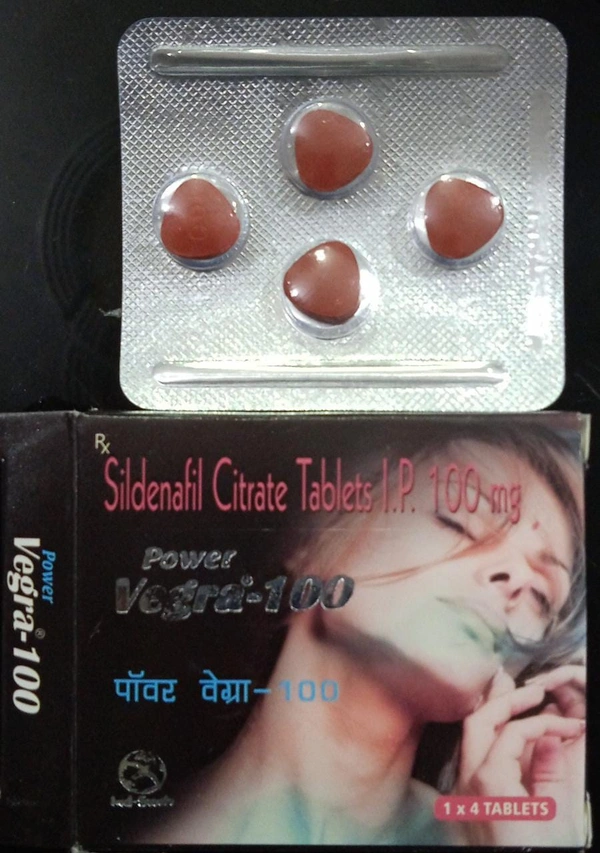 Rx
Sildenafil Citrate Tablets I.P. 100 mg
Power
Vegra®-100
पॉवर वेग्रा-100
1 x 4 TABLETS
Power
Vegra®-100